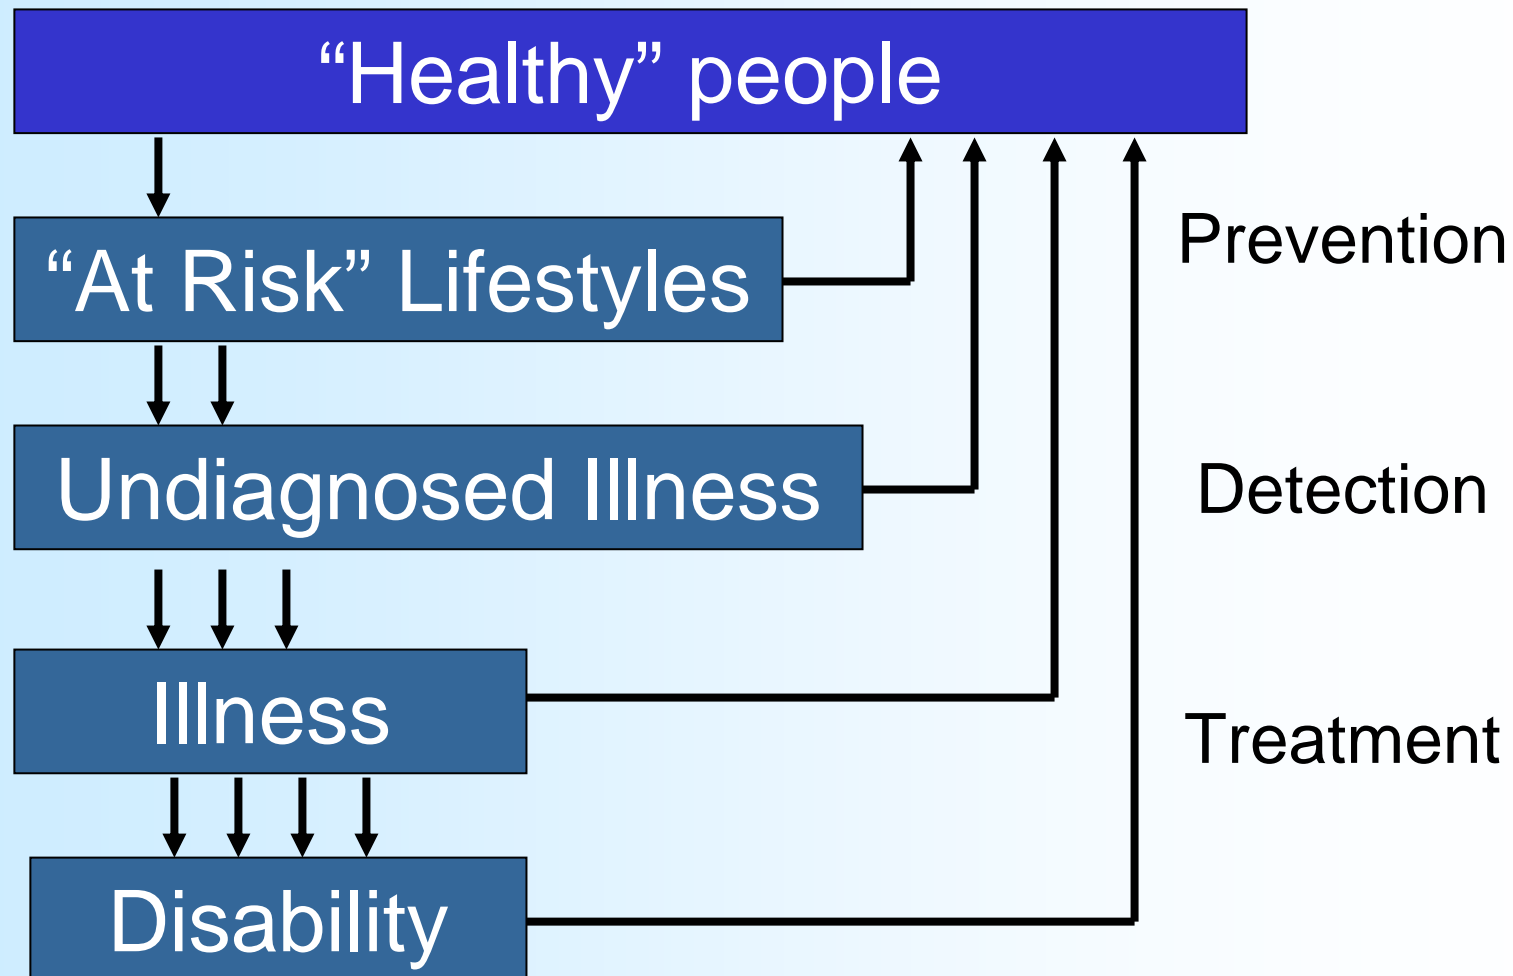 “Healthy” people
“At Risk” Lifestyles
Prevention
Undiagnosed Illness
Detection
Illness
Treatment
Disability